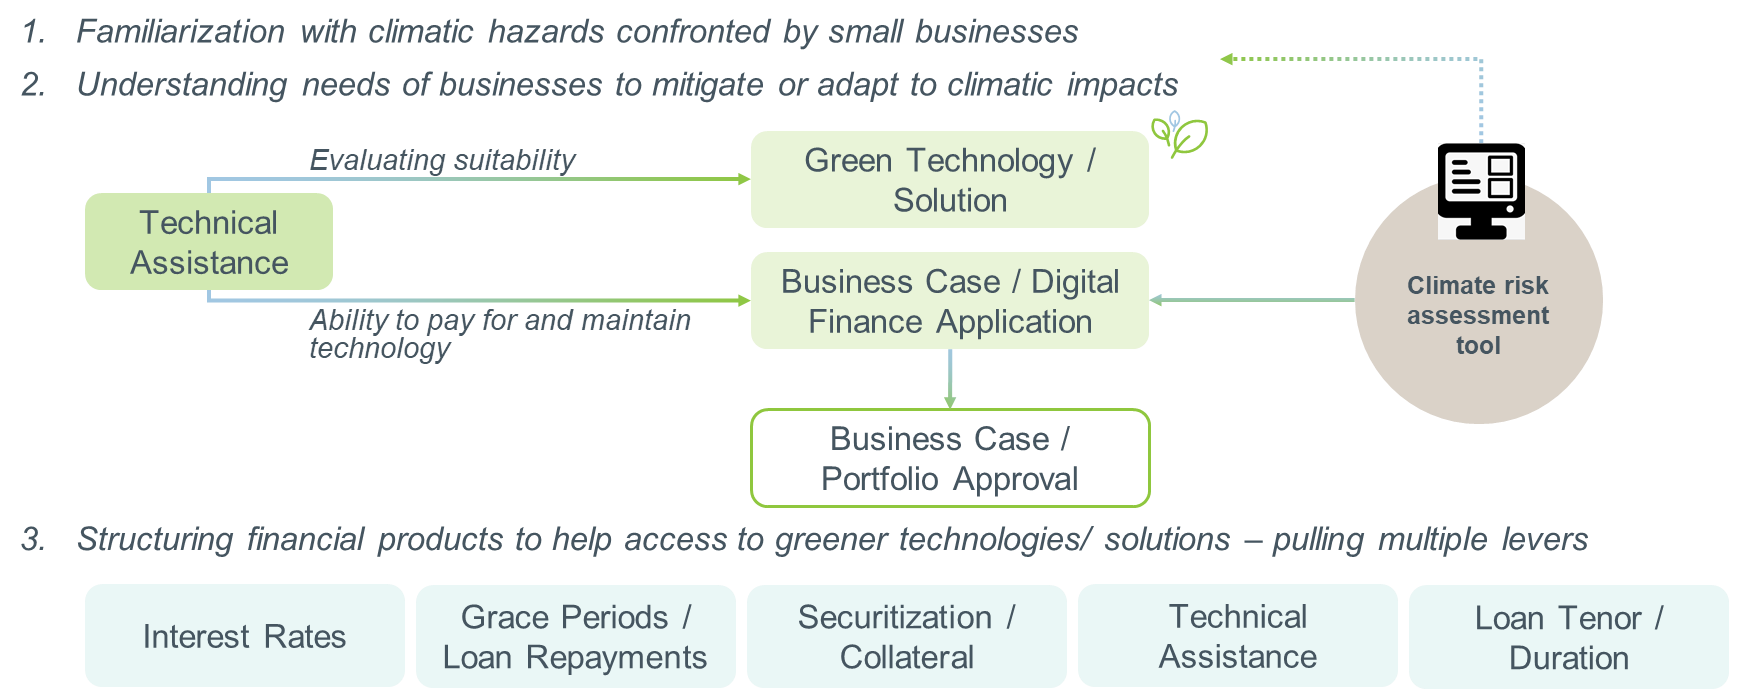 1. Familiarization with climatic hazards confronted by small businesses
2. Understanding needs of businesses to mitigate or adapt to climatic impacts
Evaluating suitability
Green Technology /
Solution
Technical
Assistance
Business Case / Digital
Finance Application
Ability to pay for and maintain
technology
Climate risk
assessment
tool
Business Case /
Portfolio Approval
3. Structuring financial products to help access to greener technologies/ solutions – pulling multiple levers
Interest Rates
Grace Periods /
Loan Repayments
Securitization /
Collateral
Technical
Assistance
Loan Tenor /
Duration